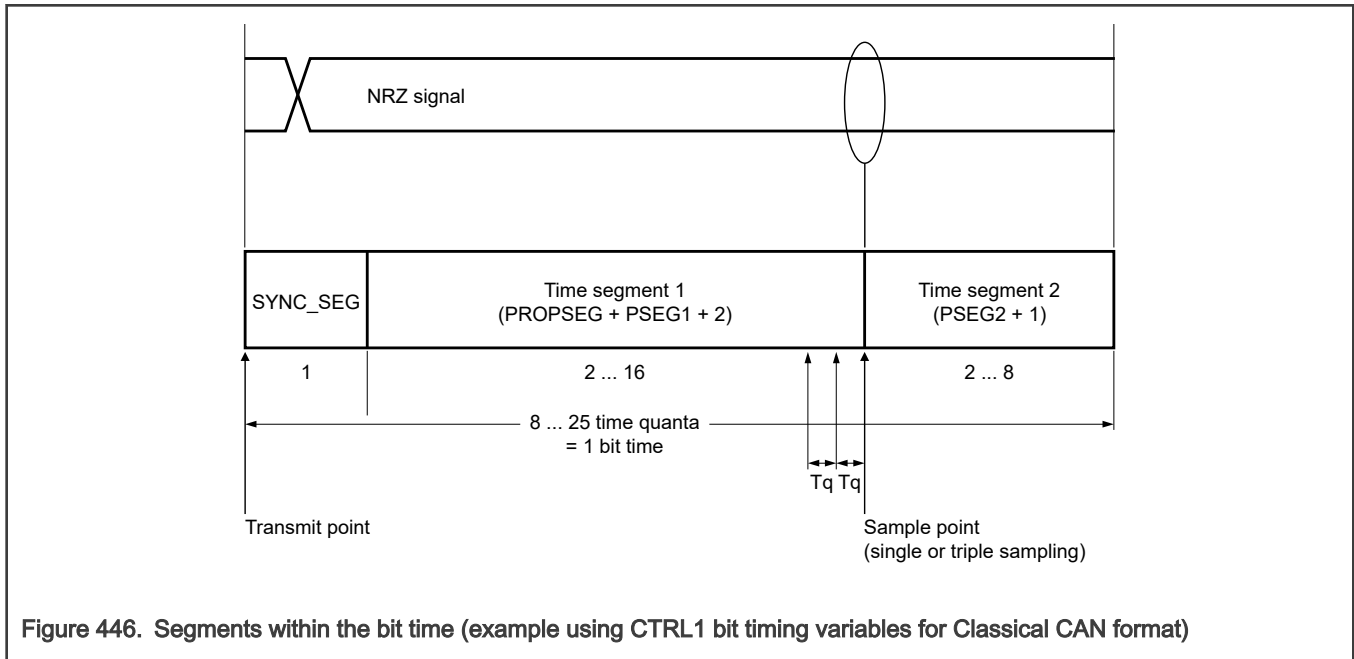 NRZ signal
SYNC_SEG
Time segment 1
(PROPSEG + PSEG1 + 2)
Time segment 2
(PSEG2 + 1)
1
2 ... 16
2 ... 8
8 ... 25 time quanta
= 1 bit time
Tq Tq
Transmit point
Sample point
(single or triple sampling)
Figure 446. Segments within the bit time (example using CTRL1 bit timing variables for Classical CAN format)